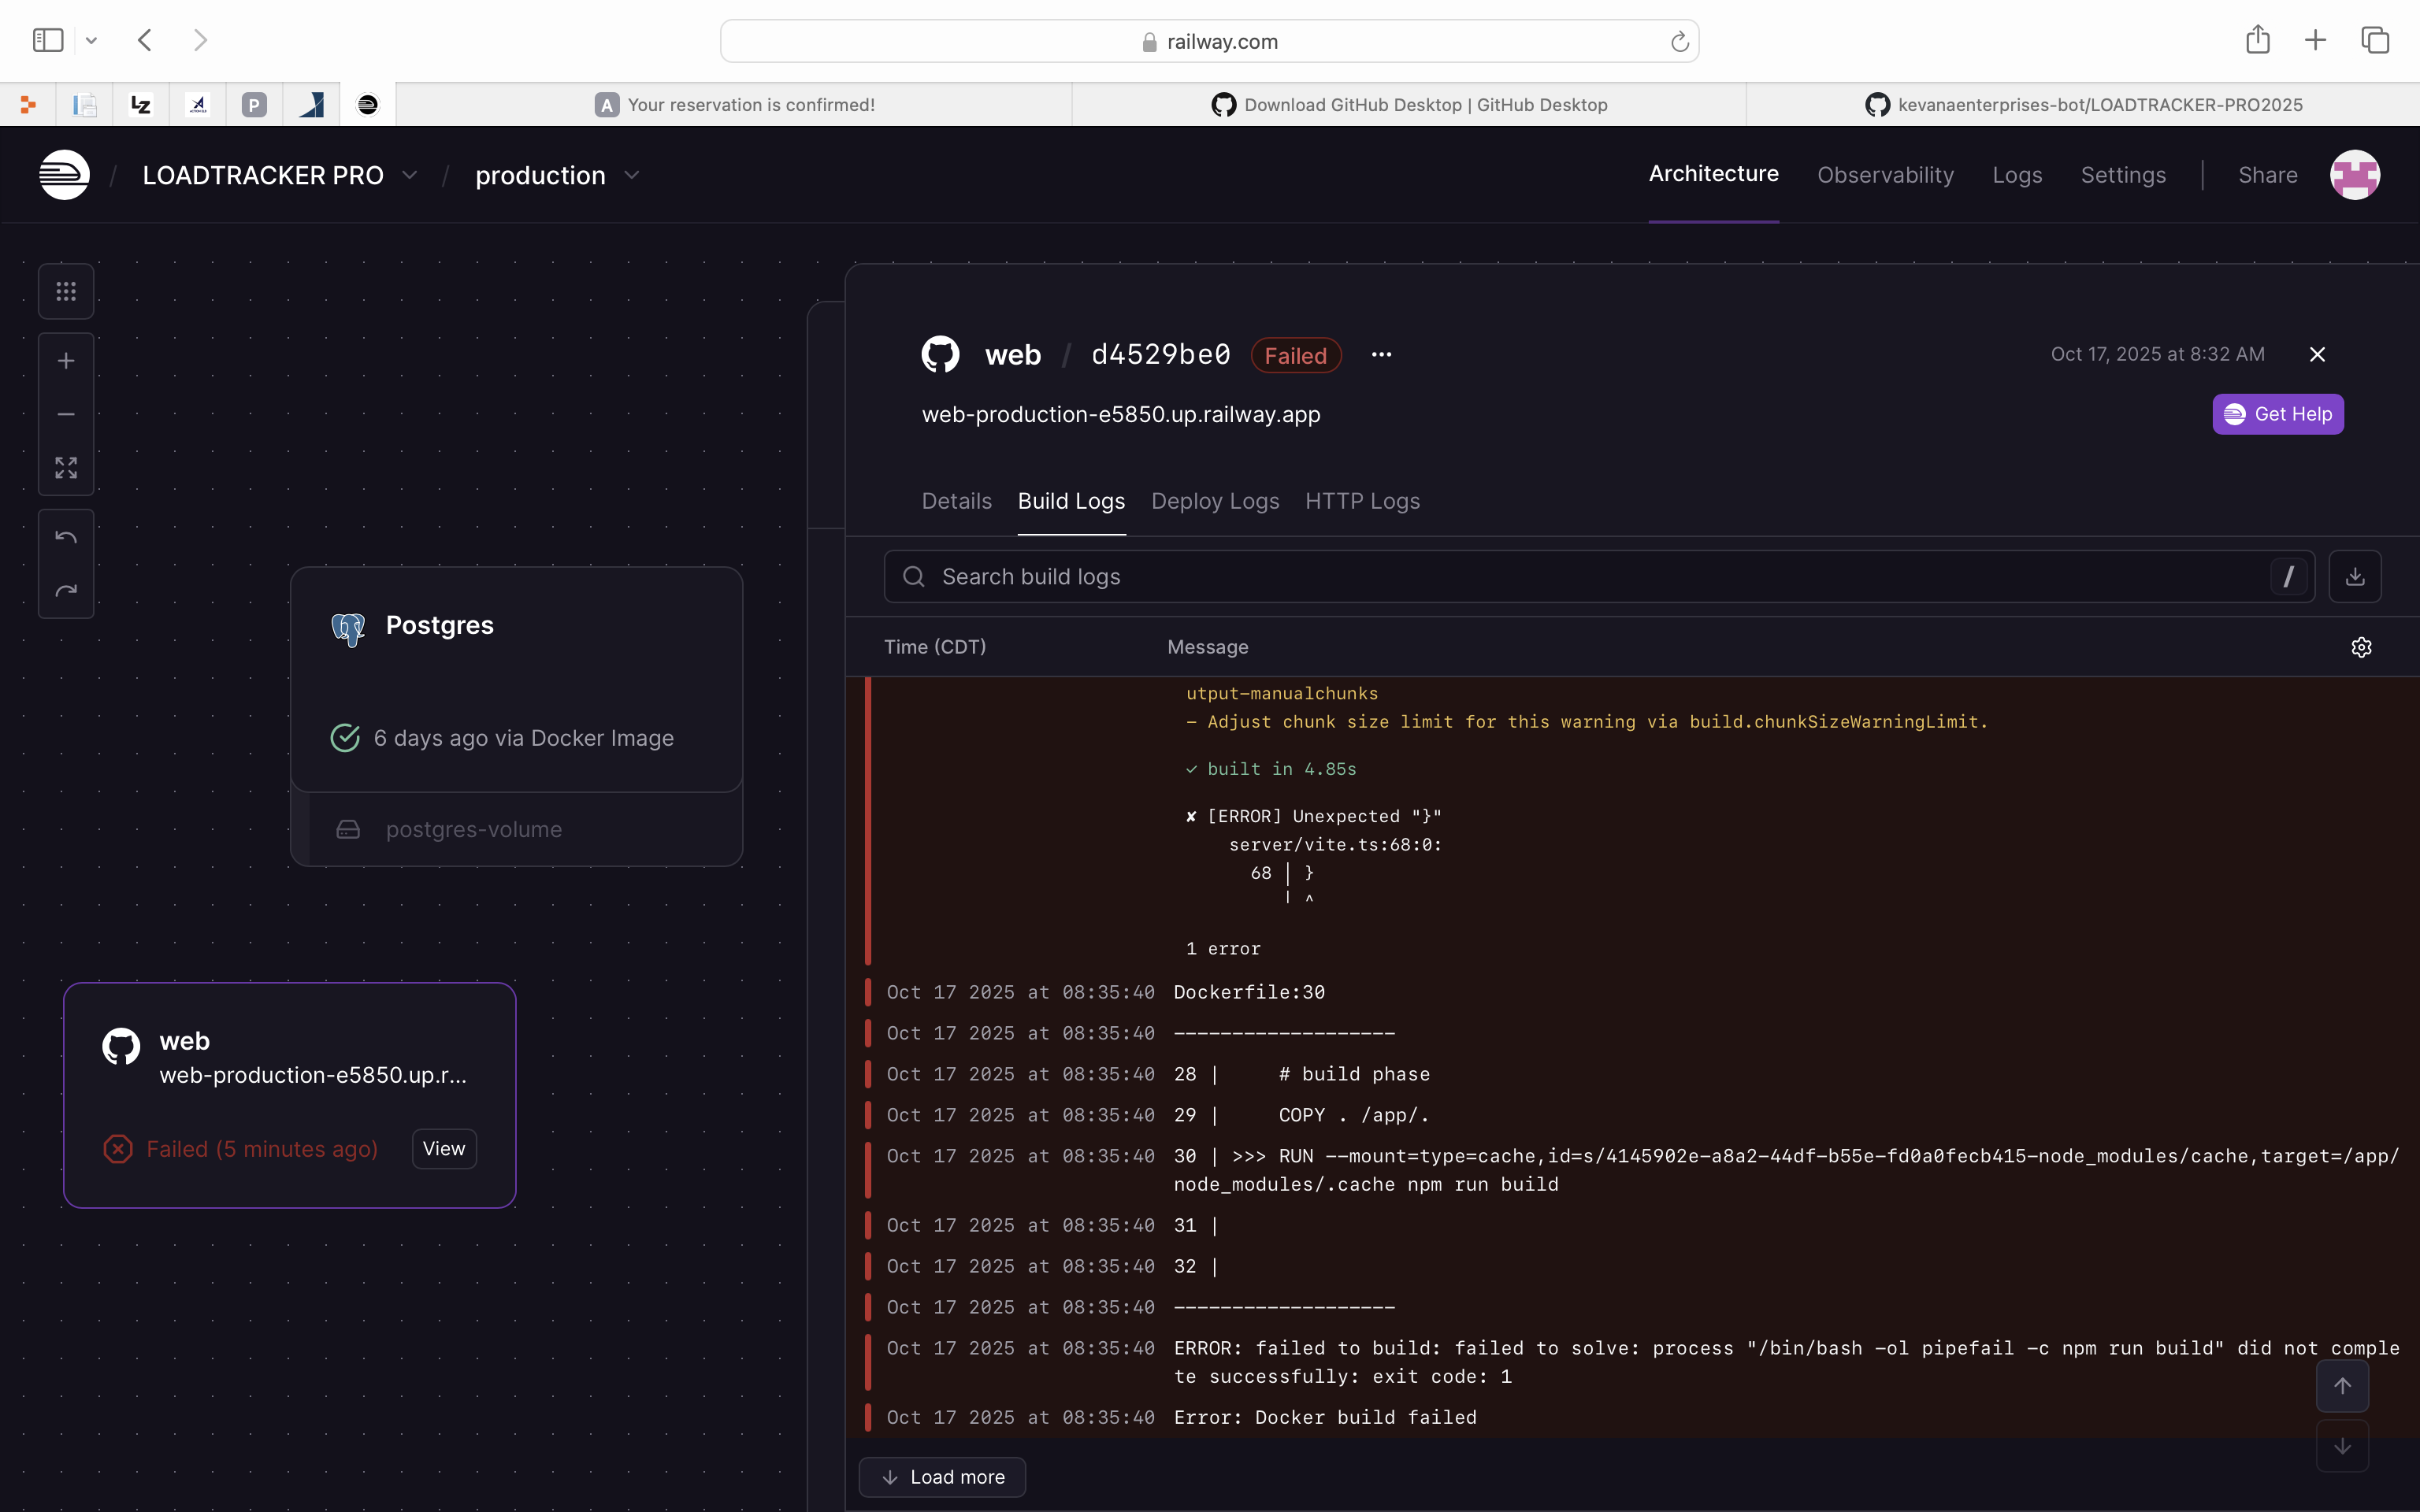 railway.com
LZ
P
A Your reservation is confirmed!
Download GitHub Desktop | GitHub Desktop
kevanaenterprises-bot/LOADTRACKER-PRO2025
/ LOADTRACKER PRO / production
Architecture Observability Logs Settings Share
web / d4529be0 Failed ···
Oct 17, 2025 at 8:32 AM
web-production-e5850.up.railway.app
Get Help
Details Build Logs Deploy Logs HTTP Logs
Search build logs /
Time (CDT) Message
Postgres
6 days ago via Docker Image
postgres-volume
web
web-production-e5850.up.r...
Failed (5 minutes ago) View
utput-manualchunks
– Adjust chunk size limit for this warning via build.chunkSizeWarningLimit.
✓ built in 4.85s
✘ [ERROR] Unexpected "}"
server/vite.ts:68:0:
68 │ }
╵ ^
1 error
Oct 17 2025 at 08:35:40 Dockerfile:30
Oct 17 2025 at 08:35:40 -------------------
Oct 17 2025 at 08:35:40 28 | # build phase
Oct 17 2025 at 08:35:40 29 | COPY . /app/.
Oct 17 2025 at 08:35:40 30 | >>> RUN --mount=type=cache,id=s/4145902e-a8a2-44df-b55e-fd0a0fecb415-node_modules/cache,target=/app/
node_modules/.cache npm run build
Oct 17 2025 at 08:35:40 31 |
Oct 17 2025 at 08:35:40 32 |
Oct 17 2025 at 08:35:40 -------------------
Oct 17 2025 at 08:35:40 ERROR: failed to build: failed to solve: process "/bin/bash -ol pipefail -c npm run build" did not comple
te successfully: exit code: 1
Oct 17 2025 at 08:35:40 Error: Docker build failed
Load more